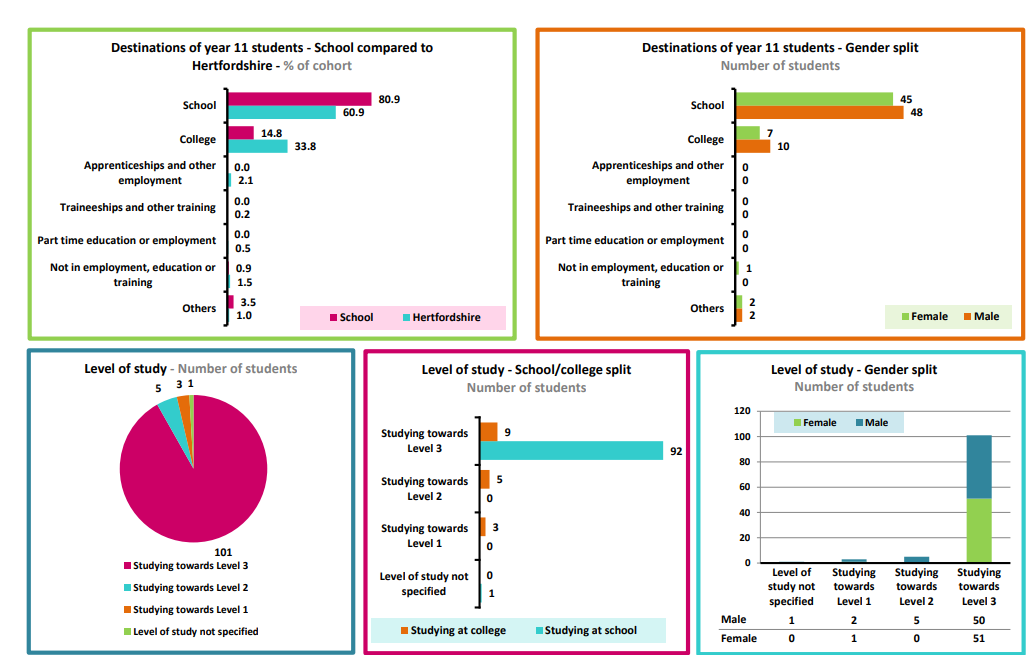 Destinations of year 11 students - School compared to
Hertfordshire - % of cohort
School
80.9
60.9
College
14.8
33.8
Apprenticeships and other
employment
0.0
2.1
Traineeships and other training
0.0
0.2
Part time education or employment
0.0
0.5
Not in employment, education or
training
0.9
1.5
Others
3.5
1.0
School Hertfordshire
Destinations of year 11 students - Gender split
Number of students
School
45
48
College
7
10
Apprenticeships and other
employment
0
0
Traineeships and other training
0
0
Part time education or employment
0
0
Not in employment, education or
training
1
0
Others
2
2
Female Male
Level of study - Number of students
5 3 1
101
Studying towards Level 3
Studying towards Level 2
Studying towards Level 1
Level of study not specified
Level of study - School/college split
Number of students
Studying towards
Level 3
9
92
Studying towards
Level 2
5
0
Studying towards
Level 1
3
0
Level of study not
specified
0
1
Studying at college Studying at school
Level of study - Gender split
Number of students
Female Male
120
100
80
60
40
20
0
Level of
study not
specified
Studying
towards
Level 1
Studying
towards
Level 2
Studying
towards
Level 3
Male 1 2 5 50
Female 0 1 0 51